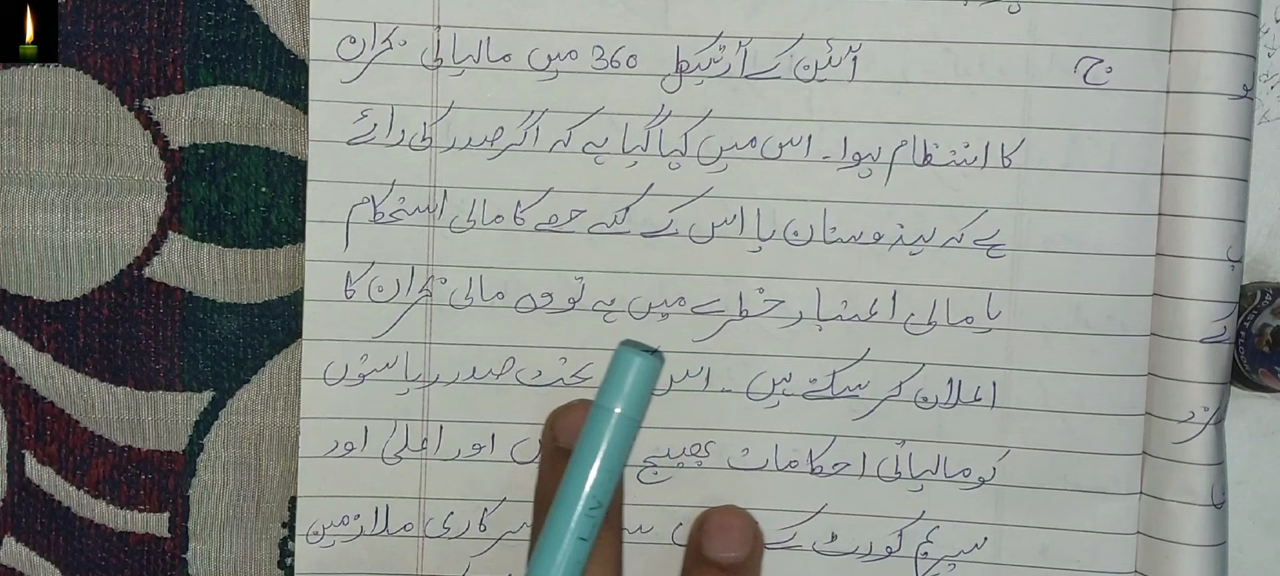 ج آئین کے آرٹیکل 360 میں مالیاتی بحران
کا انتظام ہوا۔ اس میں کہا گیا ہے کہ اگر صدر کی رائے
ہے کہ ہندوستان یا اس کے کسی حصے کا مالی استحکام
یا مالی اعتبار خطرے میں ہے تو وہ مالی بحران کا
اعلان کر سکتے ہیں۔ اس تحت صدر ریاستوں
کو مالیاتی احکامات بھیج اور اعلیٰ اور
سپریم کورٹ کے سرکاری ملازمین